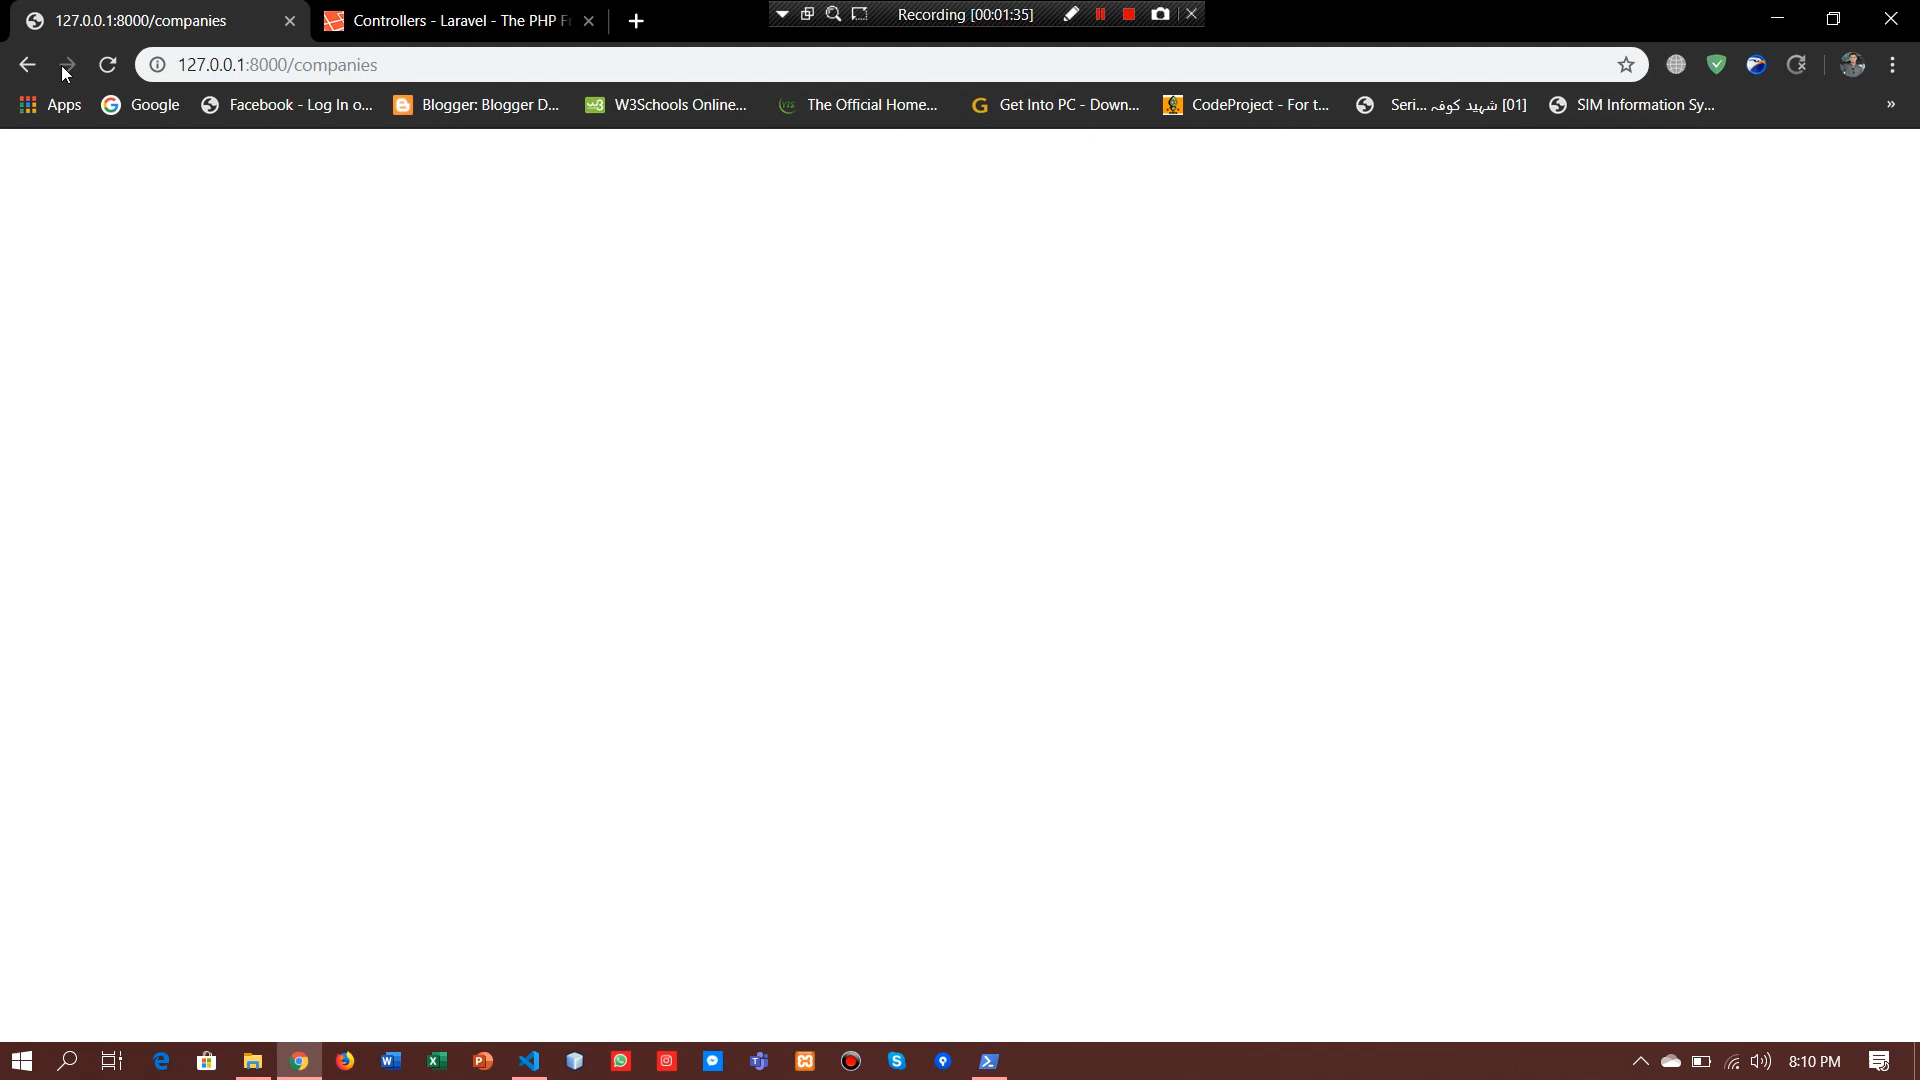 127.0.0.1:8000/companies
Controllers - Laravel - The PHP Fr
Recording [00:01:35]
127.0.0.1:8000/companies
Apps
Google
Facebook - Log In o...
Blogger: Blogger D...
W3Schools Online...
The Official Home...
Get Into PC - Down...
CodeProject - For t...
Seri... شهید کوفہ [01]
SIM Information Sy...
»
8:10 PM